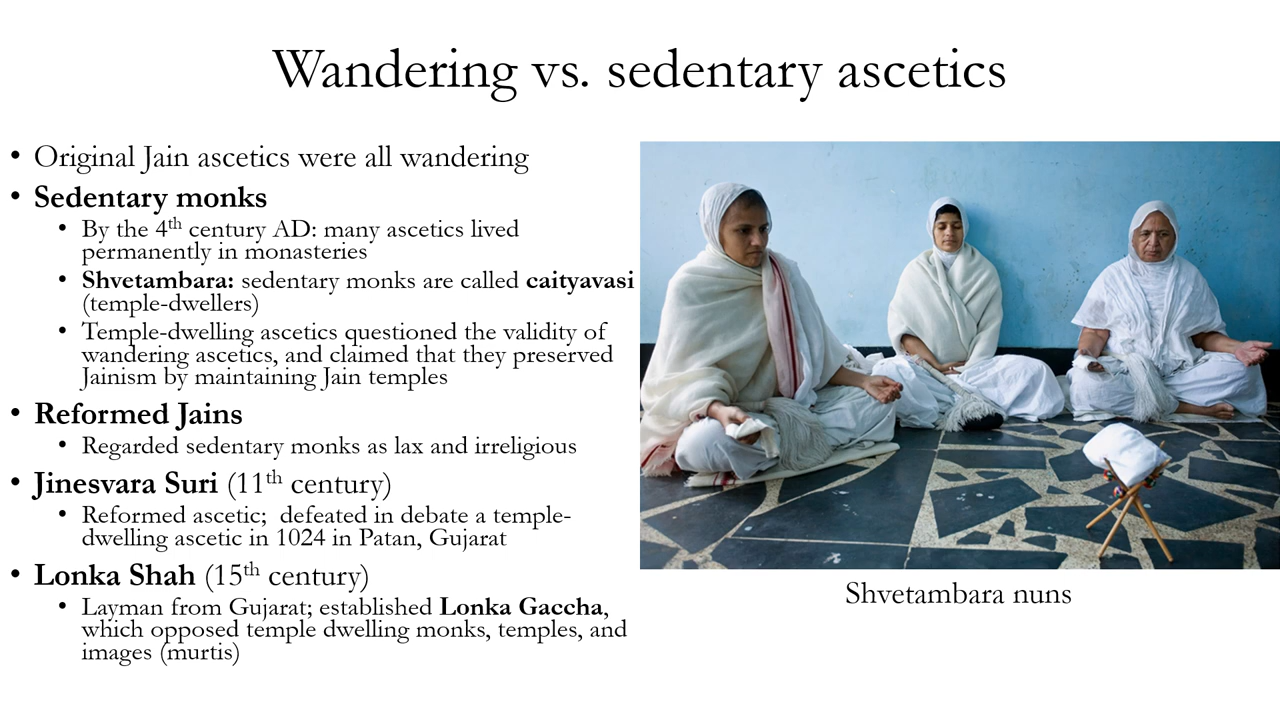 Wandering vs. sedentary ascetics
• Original Jain ascetics were all wandering
• Sedentary monks
• By the 4th century AD: many ascetics lived
permanently in monasteries
• Shvetambara: sedentary monks are called caityavasi
(temple-dwellers)
• Temple-dwelling ascetics questioned the validity of
wandering ascetics, and claimed that they preserved
Jainism by maintaining Jain temples
• Reformed Jains
• Regarded sedentary monks as lax and irreligious
• Jinesvara Suri (11th century)
• Reformed ascetic;  defeated in debate a temple-
dwelling ascetic in 1024 in Patan, Gujarat
• Lonka Shah (15th century)
• Layman from Gujarat; established Lonka Gaccha,
which opposed temple dwelling monks, temples, and
images (murtis)
Shvetambara nuns